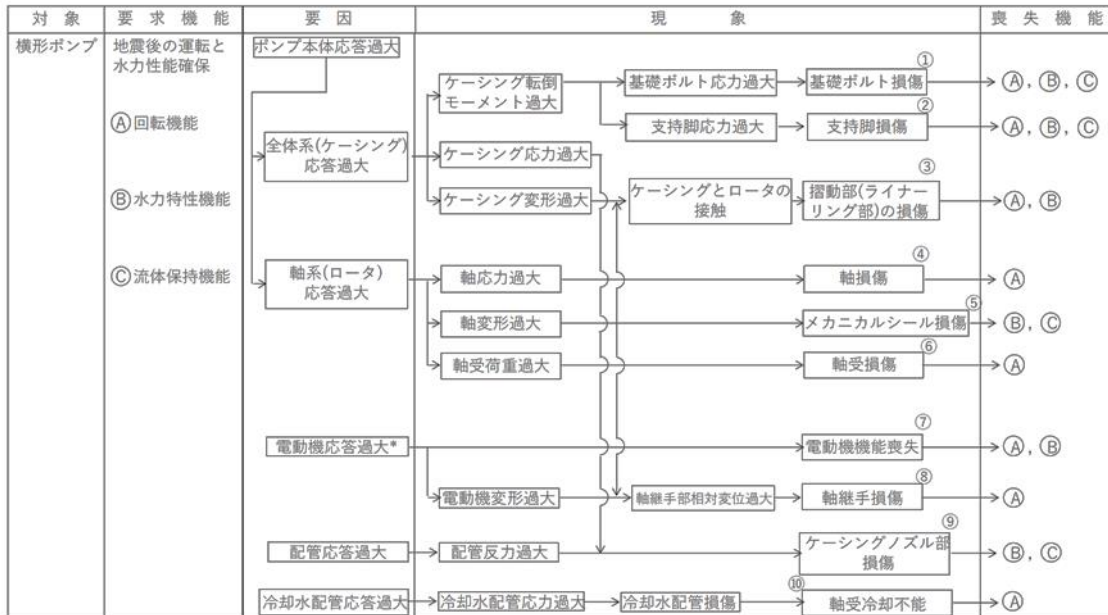 対象 要求機能 要因 現象 喪失機能
横形ポンプ
地震後の運転と
水力性能確保
Ⓐ回転機能
Ⓑ水力特性機能
Ⓒ流体保持機能
ポンプ本体応答過大
全体系(ケーシング)
応答過大
軸系(ロータ)
応答過大
電動機応答過大*
配管応答過大
冷却水配管応答過大
ケーシング転倒
モーメント過大
基礎ボルト応力過大
①
基礎ボルト損傷
Ⓐ, Ⓑ, Ⓒ
支持脚応力過大
②
支持脚損傷
Ⓐ, Ⓑ, Ⓒ
ケーシング応力過大
ケーシング変形過大
ケーシングとロータの
接触
③
摺動部(ライナー
リング部)の損傷
Ⓐ, Ⓑ
軸応力過大
④
軸損傷
Ⓐ
軸変形過大
⑤
メカニカルシール損傷
Ⓑ, Ⓒ
軸受荷重過大
⑥
軸受損傷
Ⓐ
⑦
電動機機能喪失
Ⓐ, Ⓑ
電動機変形過大
軸継手部相対変位過大
⑧
軸継手損傷
Ⓐ
配管反力過大
⑨
ケーシングノズル部
損傷
Ⓑ, Ⓒ
冷却水配管応力過大
冷却水配管損傷
⑩
軸受冷却不能
Ⓐ